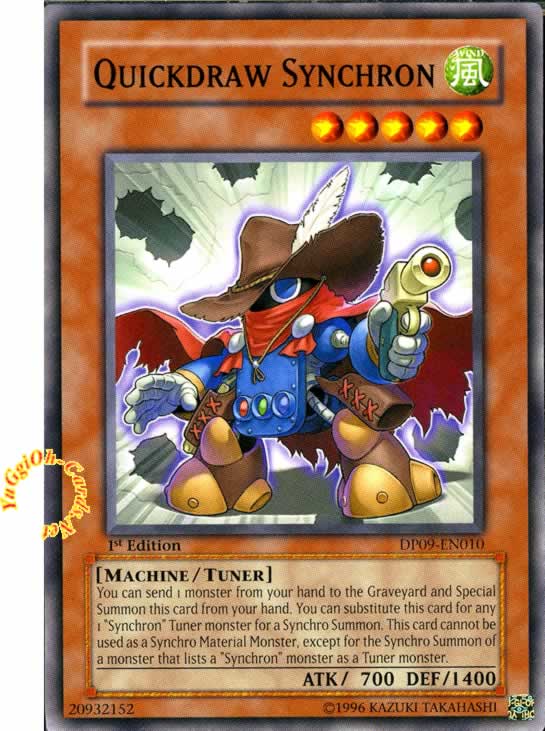 QUICKDRAW SYNCHRON
WIND
風
YuGgiOh-Cards.Net
1st Edition
DP09-EN010
[MACHINE/TUNER]
You can send 1 monster from your hand to the Graveyard and Special
Summon this card from your hand. You can substitute this card for any
1 "Synchron" Tuner monster for a Synchro Summon. This card cannot be
used as a Synchro Material Monster, except for the Synchro Summon of
a monster that lists a "Synchron" monster as a Tuner monster.
ATK/ 700 DEF/1400
20932152
©1996 KAZUKI TAKAHASHI